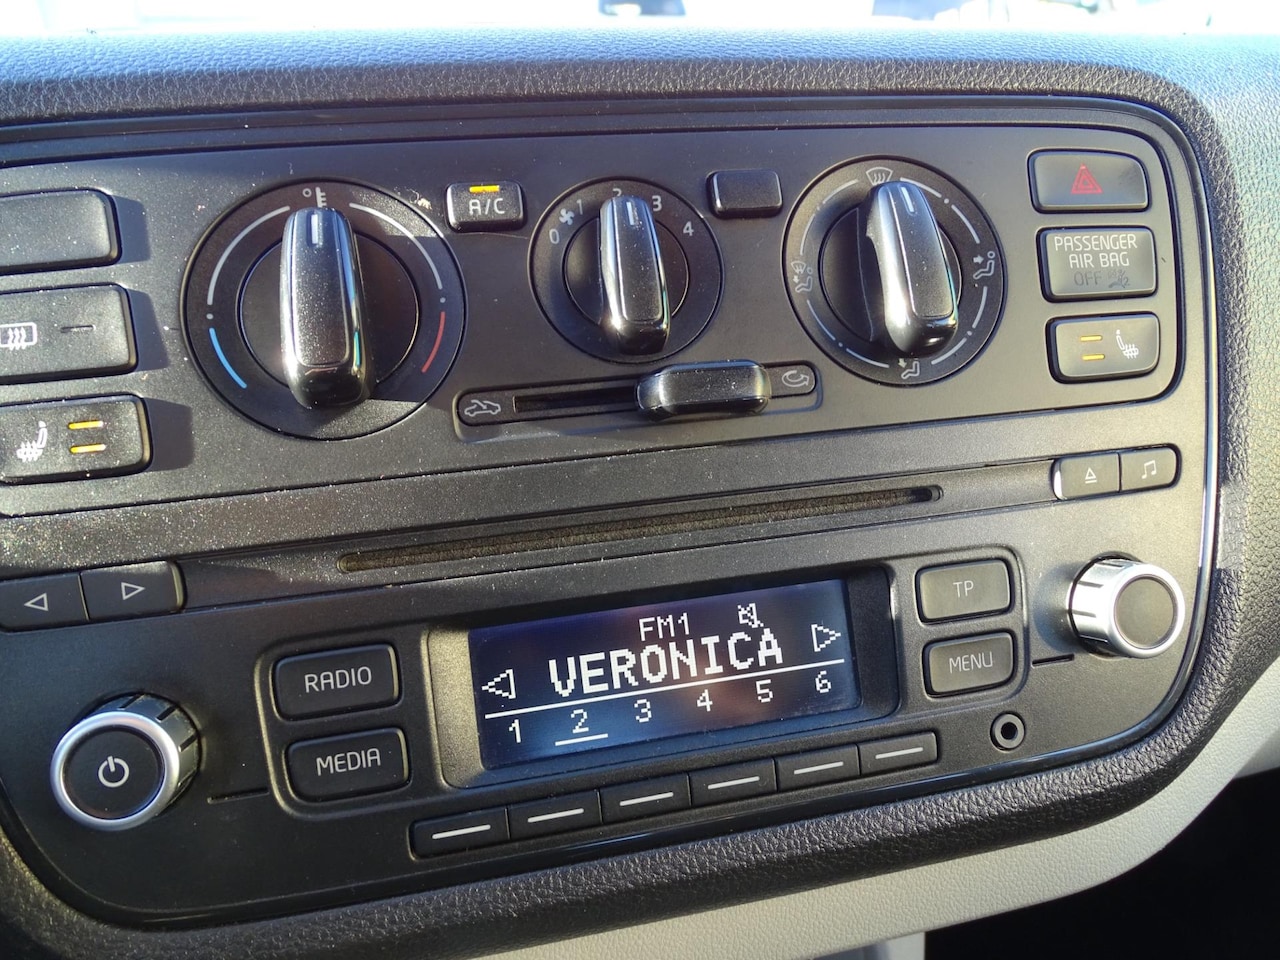 A/C
0 1 2 3 4
PASSENGER
AIR BAG
OFF
TP
RADIO
MENU
MEDIA
FM1
VERONICA
1 2 3 4 5 6